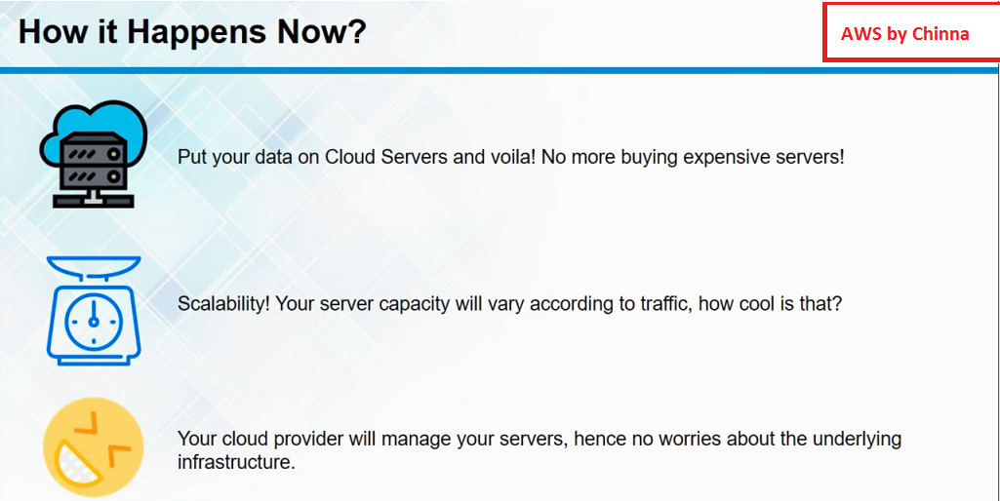 How it Happens Now?
AWS by Chinna
Put your data on Cloud Servers and voila! No more buying expensive servers!
Scalability! Your server capacity will vary according to traffic, how cool is that?
Your cloud provider will manage your servers, hence no worries about the underlying
infrastructure.